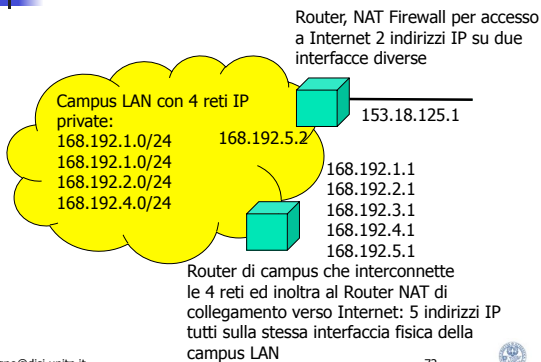 Router, NAT Firewall per accesso
a Internet 2 indirizzi IP su due
interfacce diverse
Campus LAN con 4 reti IP
private:
168.192.1.0/24
168.192.1.0/24
168.192.2.0/24
168.192.4.0/24
168.192.5.2
153.18.125.1
168.192.1.1
168.192.2.1
168.192.3.1
168.192.4.1
168.192.5.1
Router di campus che interconnette
le 4 reti ed inoltra al Router NAT di
collegamento verso Internet: 5 indirizzi IP
tutti sulla stessa interfaccia fisica della
campus LAN